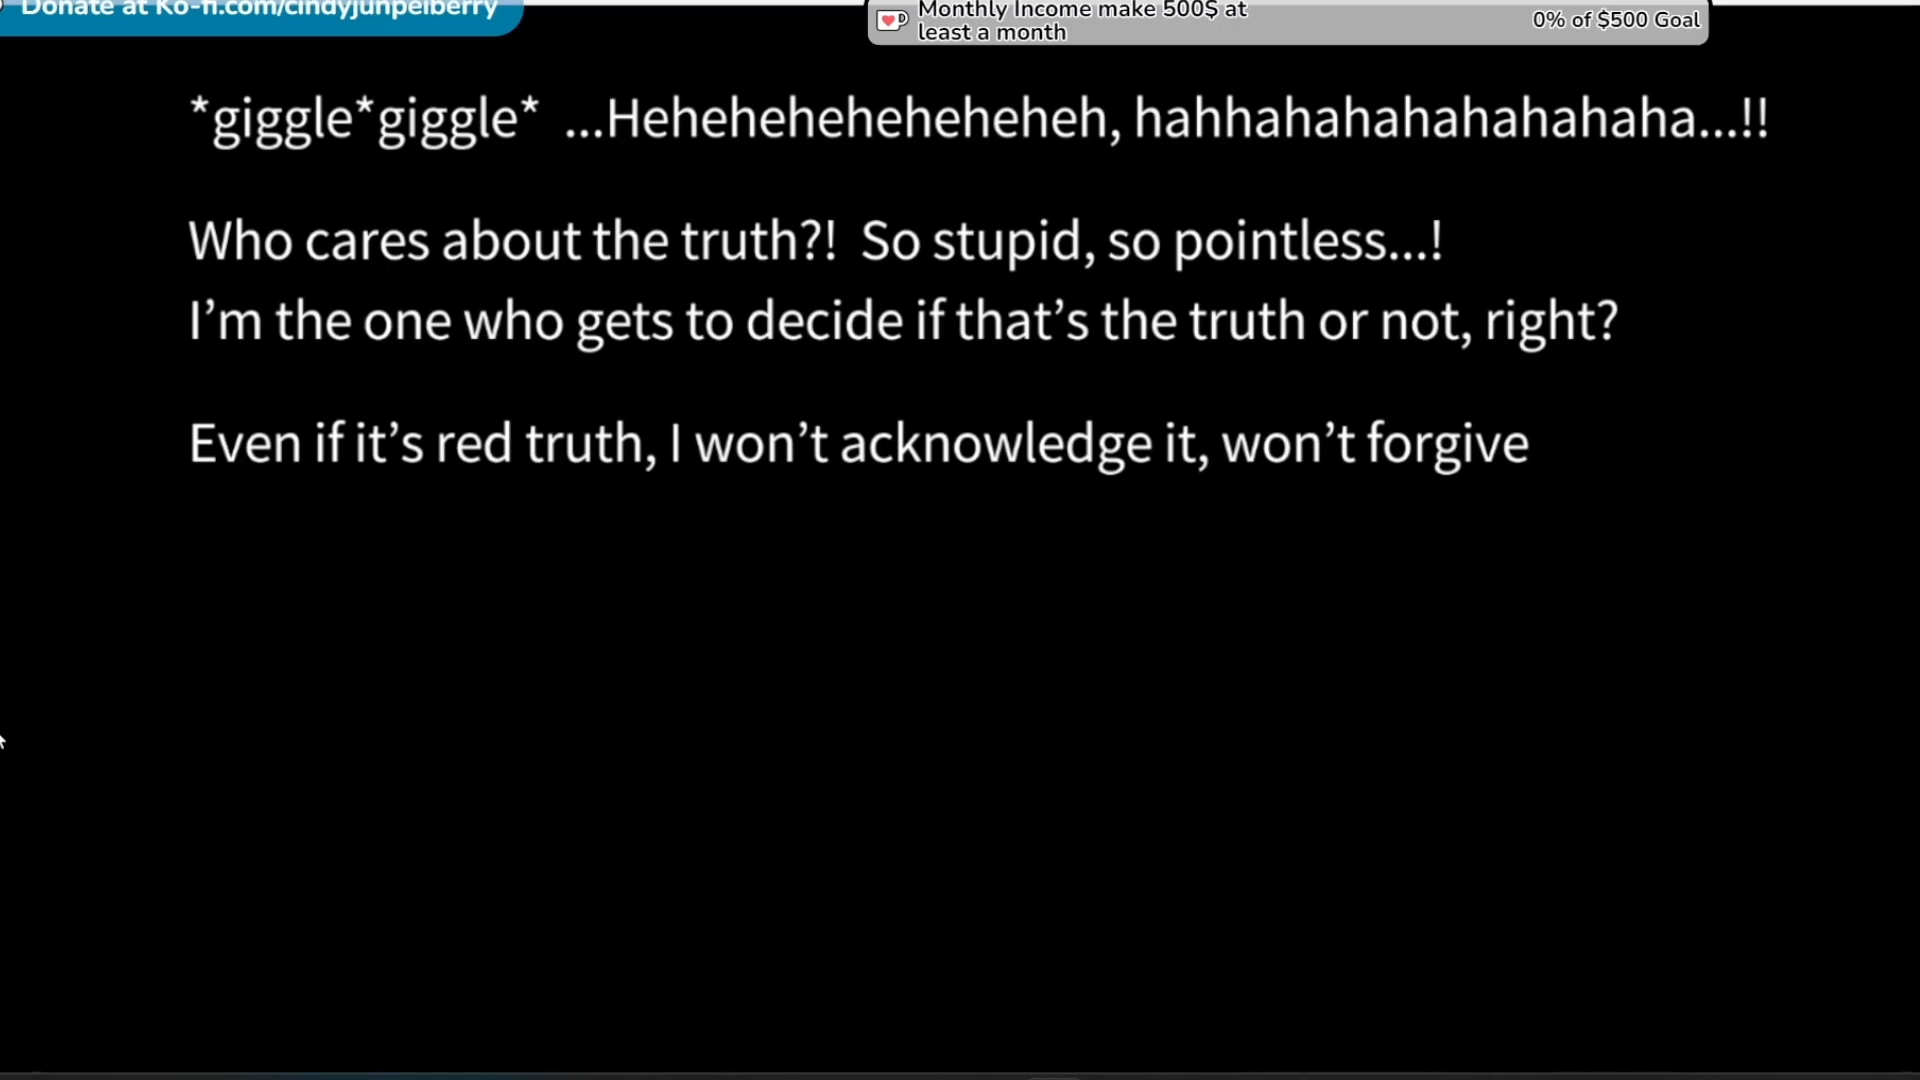 Donate at Ko-fi.com/cindyjunpeiberry
Monthly Income make 500$ at
least a month
0% of $500 Goal
*giggle*giggle*  ...Heheheheheheheheh, hahhahahahahahahaha...!!
Who cares about the truth?!  So stupid, so pointless...!
I’m the one who gets to decide if that’s the truth or not, right?
Even if it’s red truth, I won’t acknowledge it, won’t forgive